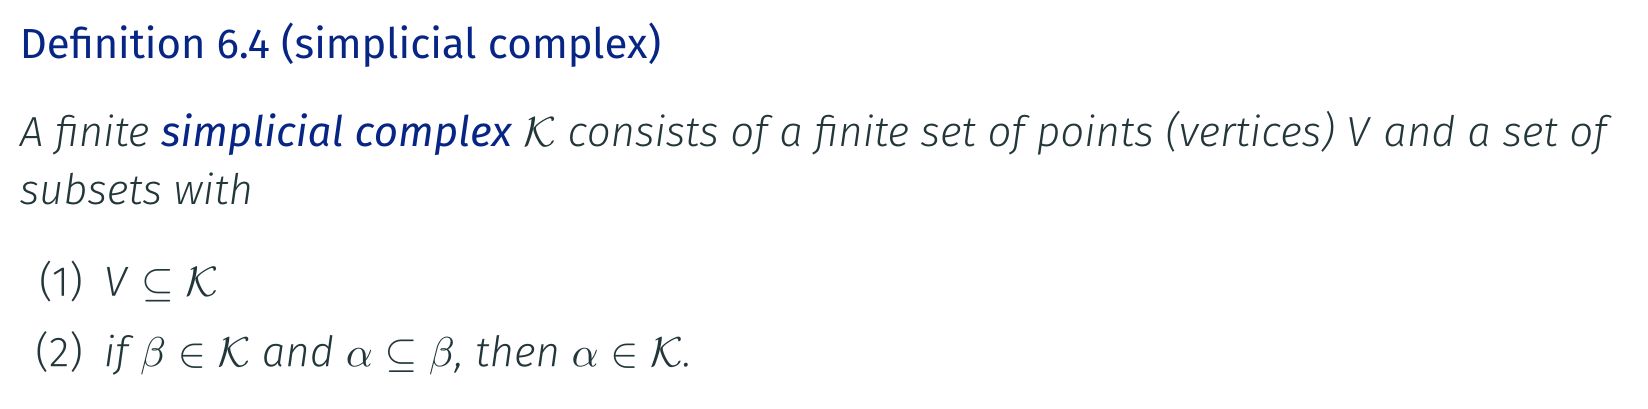 Definition 6.4 (simplicial complex)
A finite simplicial complex 𝒦 consists of a finite set of points (vertices) V and a set of
subsets with
(1) V ⊆ 𝒦
(2) if β ∈ 𝒦 and α ⊆ β, then α ∈ 𝒦.